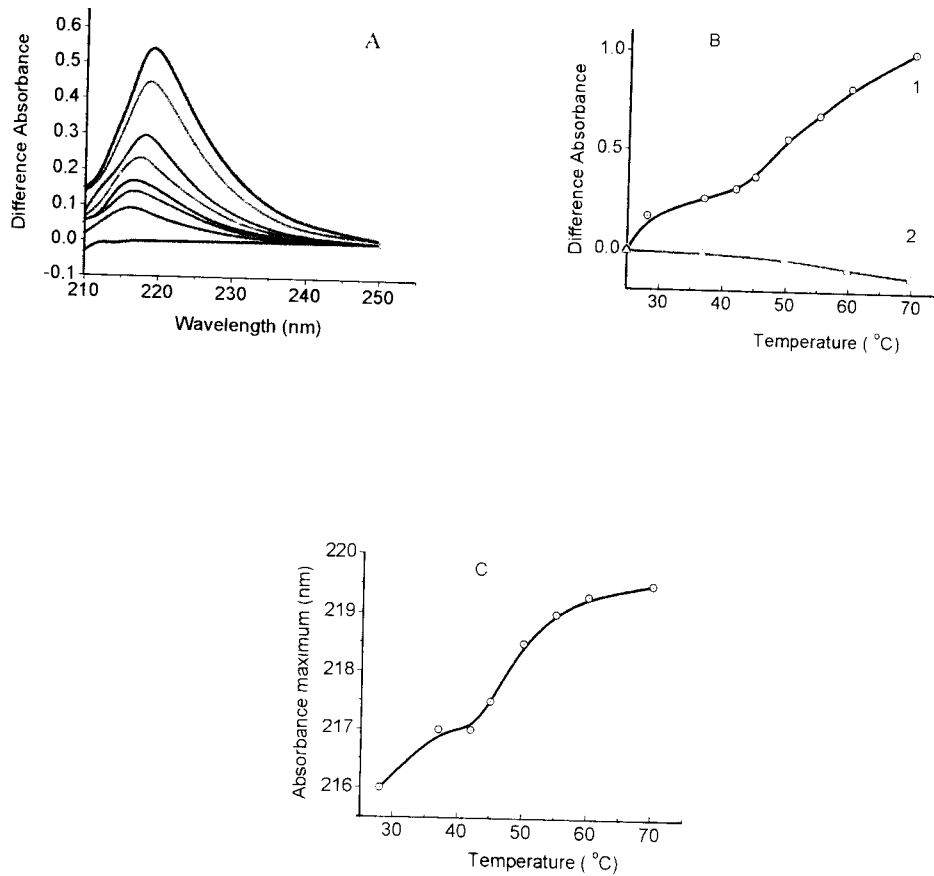 A
Difference Absorbance
0.6
0.5
0.4
0.3
0.2
0.1
0.0
-0.1
210 220 230 240 250
Wavelength (nm)
B
Difference Absorbance
1.0
0.5
0.0
1
2
30 40 50 60 70
Temperature ( °C)
C
Absorbance maximum (nm)
220
219
218
217
216
30 40 50 60 70
Temperature ( °C)